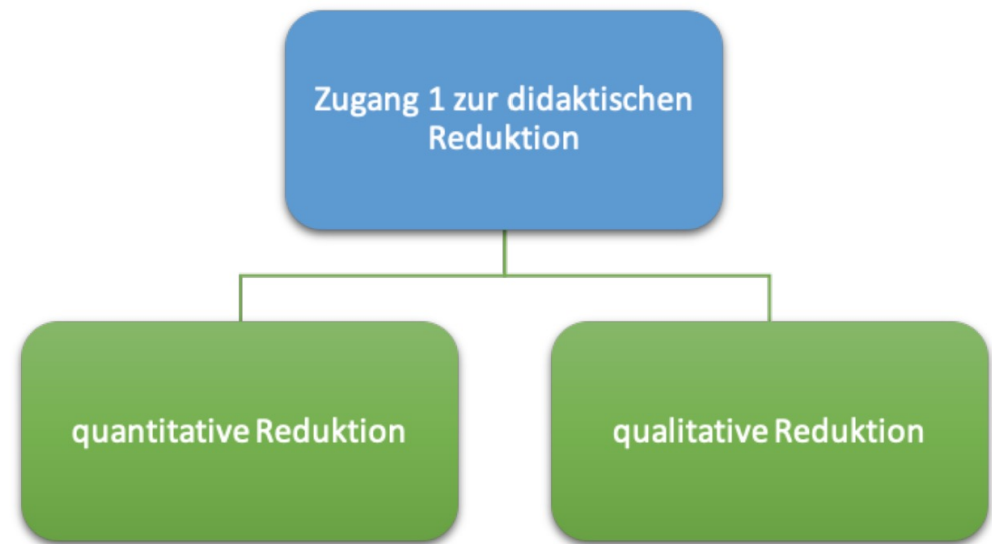 Zugang 1 zur didaktischen
Reduktion
quantitative Reduktion
qualitative Reduktion